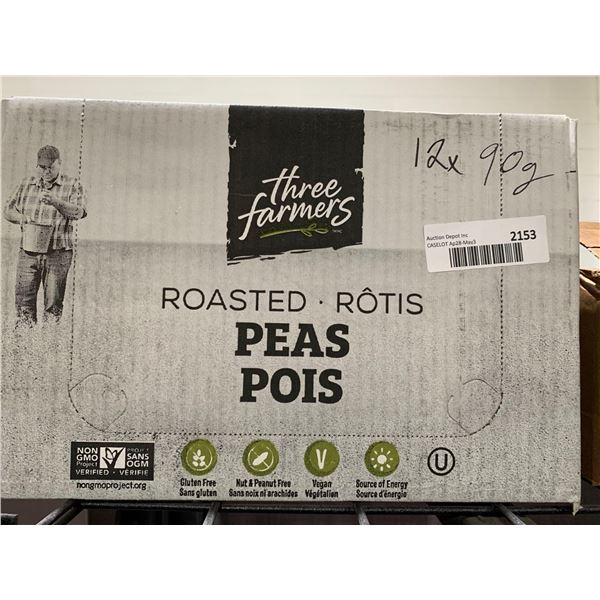 three
farmers
INC
12x 90g
Auction Depot Inc
CASELOT Ap28-May3
2153
ROASTED · RÔTIS
PEAS
POIS
NON
GMO
Project
VERIFIED
PROJET
SANS
OGM
VÉRIFIÉ
nongmoproject.org
Gluten Free
Sans gluten
Nut & Peanut Free
Sans noix ni arachides
V
Vegan
Végétalien
Source of Energy
Source d'énergie
U